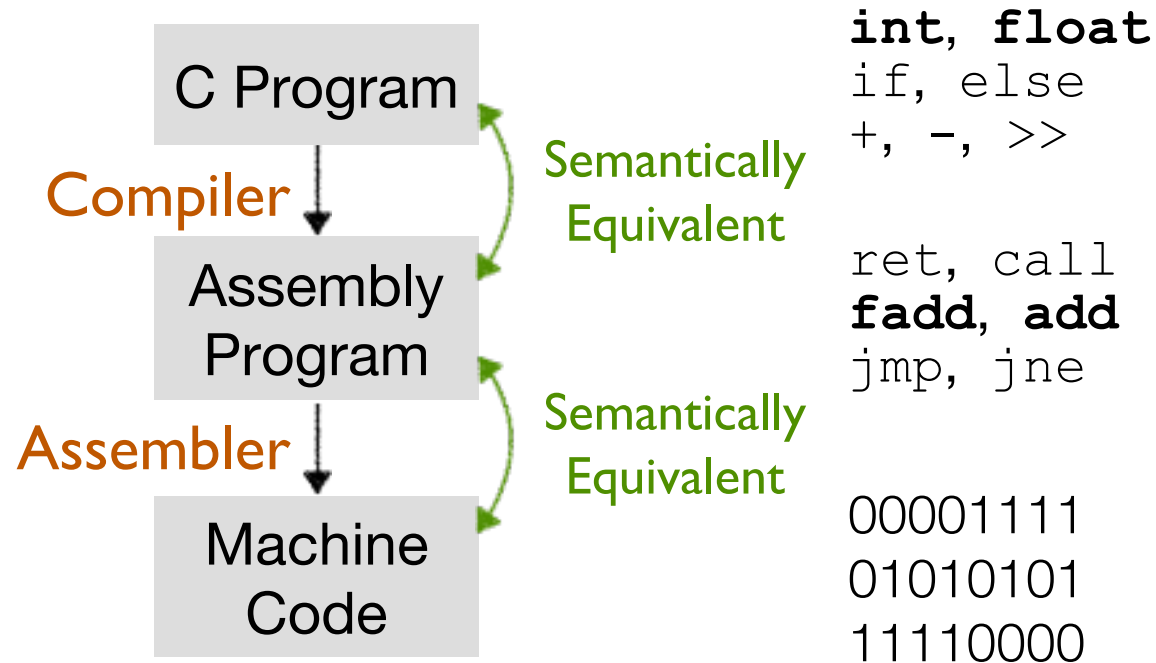 C Program
Compiler
Assembly
Program
Assembler
Machine
Code
Semantically
Equivalent
Semantically
Equivalent
int, float
if, else
+, -, >>
ret, call
fadd, add
jmp, jne
00001111
01010101
11110000